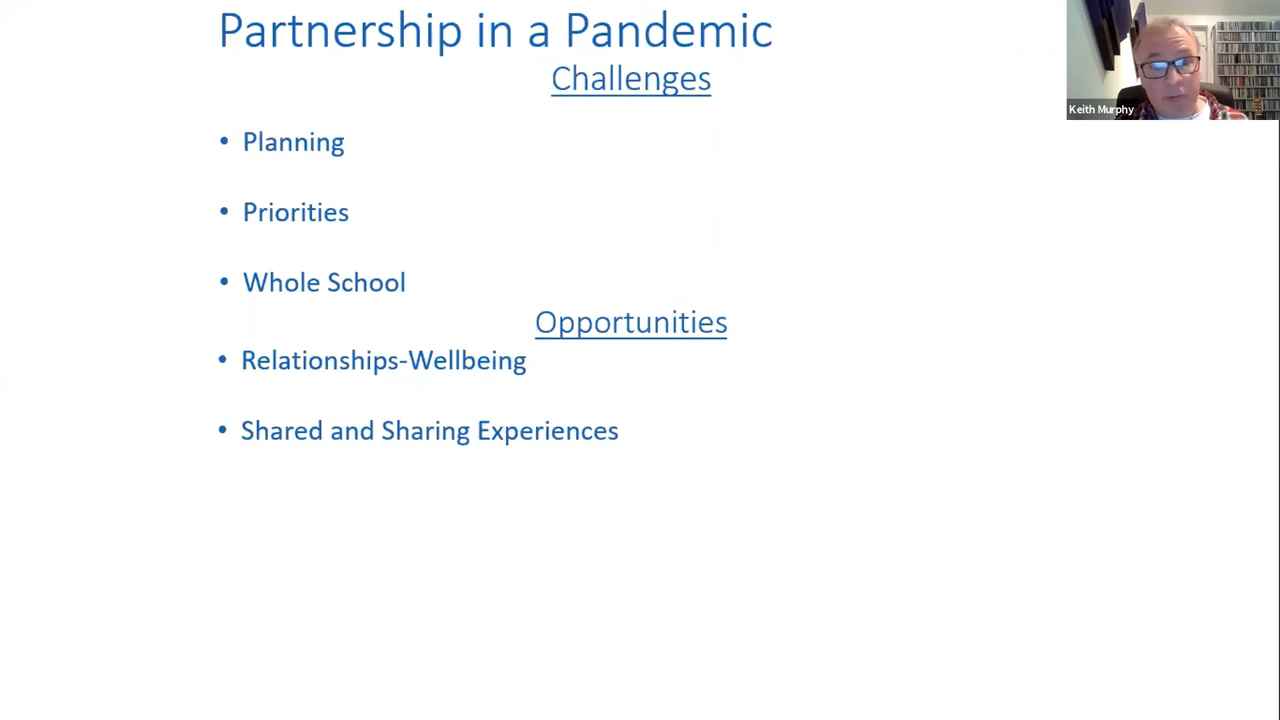 Partnership in a Pandemic
Challenges
Keith Murphy
• Planning
• Priorities
• Whole School
Opportunities
• Relationships-Wellbeing
• Shared and Sharing Experiences